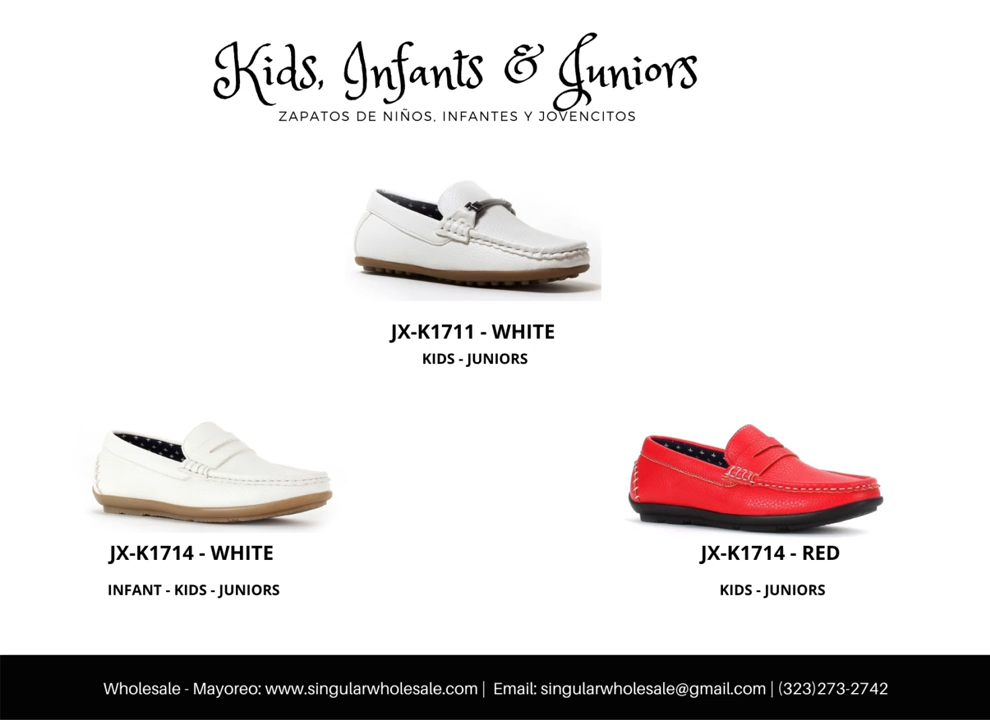 Kids, Infants & Juniors
ZAPATOS DE NIÑOS, INFANTES Y JOVENCITOS
JX-K1711 - WHITE
KIDS - JUNIORS
JX-K1714 - WHITE
INFANT - KIDS - JUNIORS
JX-K1714 - RED
KIDS - JUNIORS
Wholesale - Mayoreo: www.singularwholesale.com | Email: singularwholesale@gmail.com | (323)273-2742